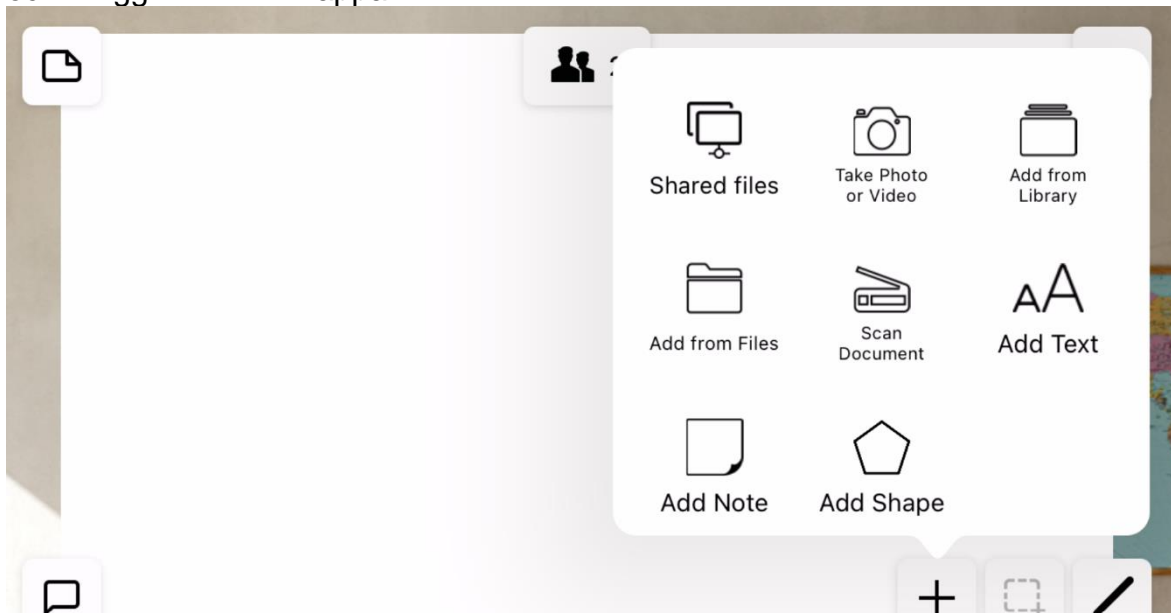 Shared files
Take Photo
or Video
Add from
Library
Add from Files
Scan
Document
Add Text
Add Note
Add Shape